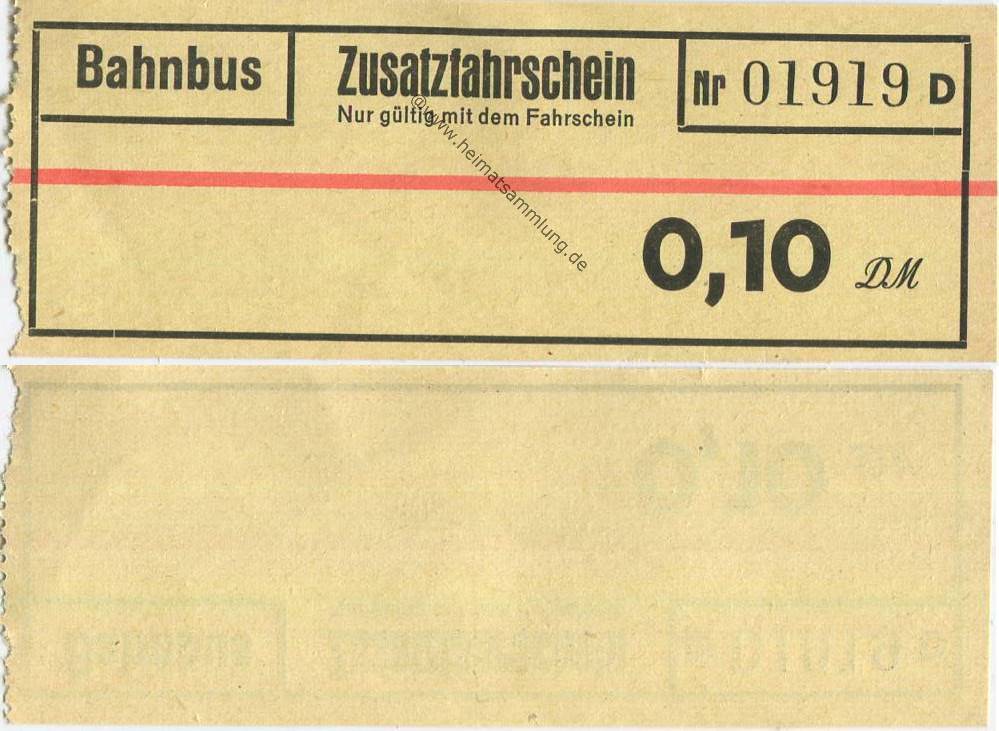 Bahnbus
Zusatzfahrschein
Nur gültig mit dem Fahrschein
Nr 01919 D
0,10 DM
@www.heimatsammlung.de